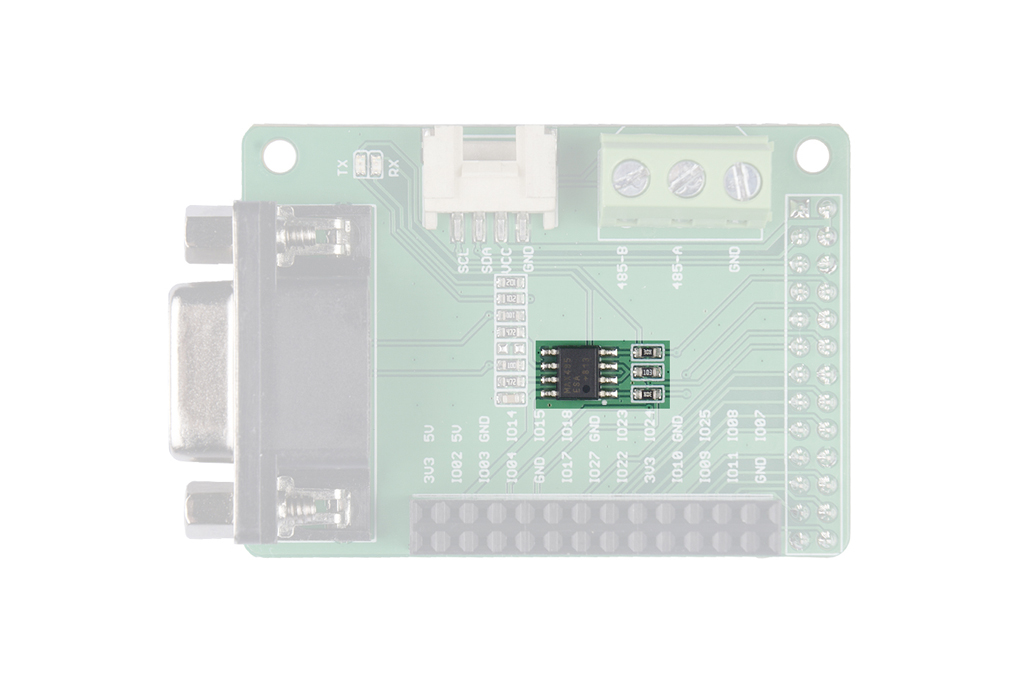 TX
RX
SCL
SDA
VCC
GND
485-B
485-A
GND
5V
5V
GND
IO14
IO15
IO18
GND
IO23
IO24
GND
IO25
IO08
IO07
3V3
IO02
IO03
IO04
GND
IO17
IO27
IO22
3V3
IO10
IO09
IO11
GND
103